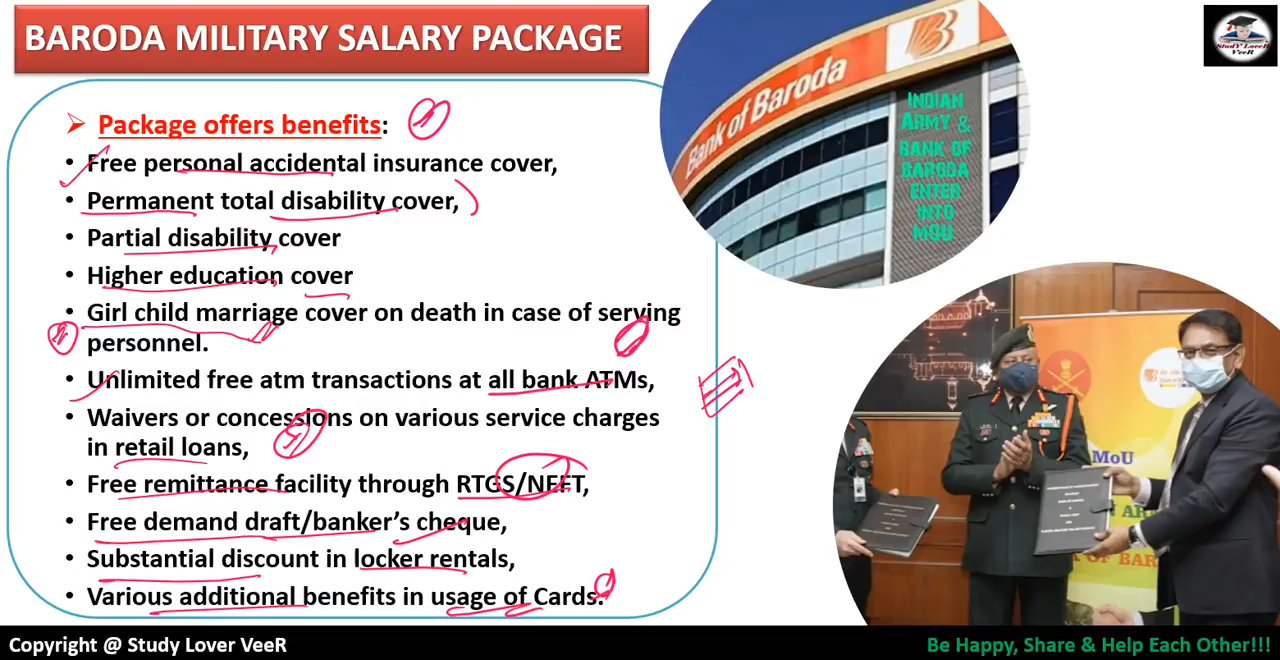 BARODA MILITARY SALARY PACKAGE
StudY LoveR
VeeR
➢ Package offers benefits:
• Free personal accidental insurance cover,
• Permanent total disability cover,
• Partial disability cover
• Higher education cover
• Girl child marriage cover on death in case of serving
personnel.
• Unlimited free atm transactions at all bank ATMs,
• Waivers or concessions on various service charges
in retail loans,
• Free remittance facility through RTGS/NEFT,
• Free demand draft/banker's cheque,
• Substantial discount in locker rentals,
• Various additional benefits in usage of Cards.
Bank of Baroda
INDIAN
ARMY &
BANK OF
BARODA
ENTER
INTO
MOU
MoU
OF BAR
Copyright @ Study Lover VeeR
Be Happy, Share & Help Each Other!!!